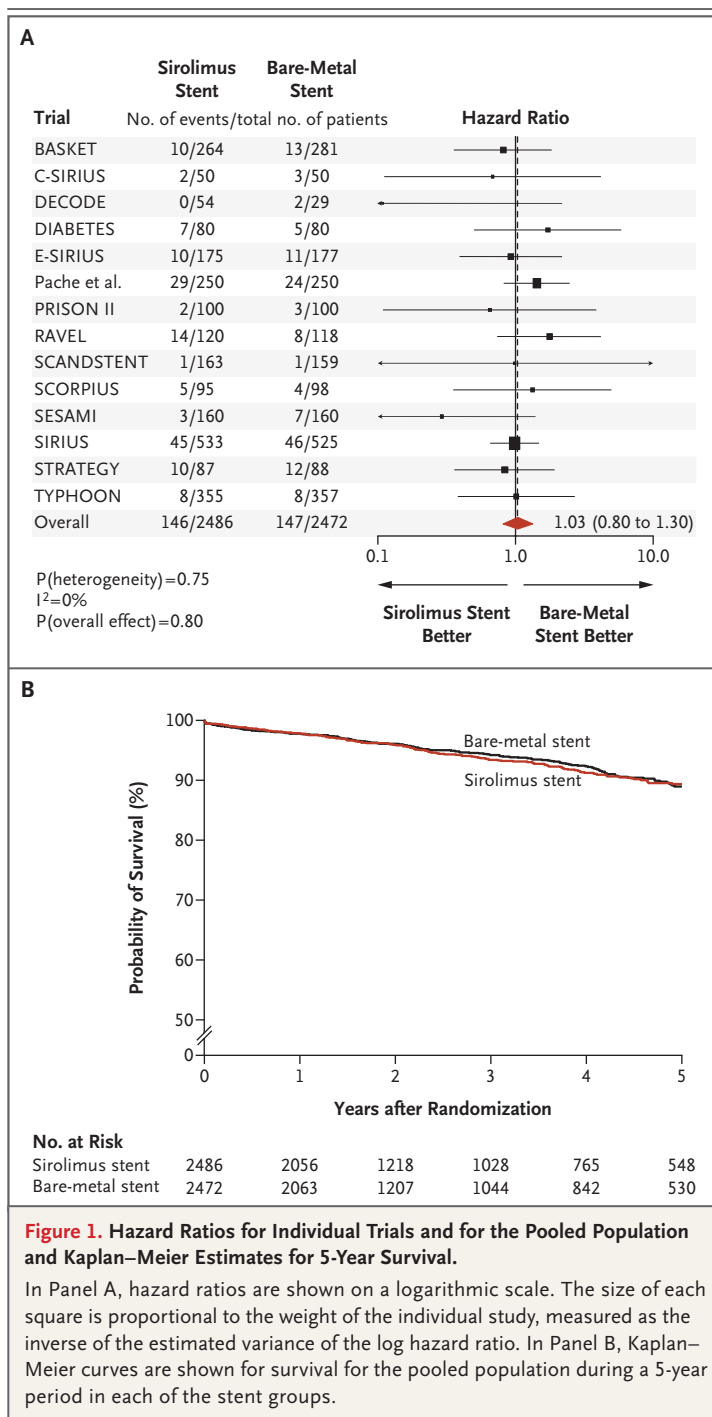 A
Sirolimus Stent Bare-Metal Stent
Trial No. of events/total no. of patients Hazard Ratio
BASKET 10/264 13/281
C-SIRIUS 2/50 3/50
DECODE 0/54 2/29
DIABETES 7/80 5/80
E-SIRIUS 10/175 11/177
Pache et al. 29/250 24/250
PRISON II 2/100 3/100
RAVEL 14/120 8/118
SCANDSTENT 1/163 1/159
SCORPIUS 5/95 4/98
SESAMI 3/160 7/160
SIRIUS 45/533 46/525
STRATEGY 10/87 12/88
TYPHOON 8/355 8/357
Overall 146/2486 147/2472 1.03 (0.80 to 1.30)
0.1 1.0 10.0
P(heterogeneity)=0.75
I²=0%
P(overall effect)=0.80
Sirolimus Stent Better
Bare-Metal Stent Better
B
Probability of Survival (%)
100
90
80
70
60
50
0
Bare-metal stent
Sirolimus stent
0 1 2 3 4 5
Years after Randomization
No. at Risk
Sirolimus stent 2486 2056 1218 1028 765 548
Bare-metal stent 2472 2063 1207 1044 842 530
Figure 1. Hazard Ratios for Individual Trials and for the Pooled Population
and Kaplan–Meier Estimates for 5-Year Survival.
In Panel A, hazard ratios are shown on a logarithmic scale. The size of each
square is proportional to the weight of the individual study, measured as the
inverse of the estimated variance of the log hazard ratio. In Panel B, Kaplan–
Meier curves are shown for survival for the pooled population during a 5-year
period in each of the stent groups.